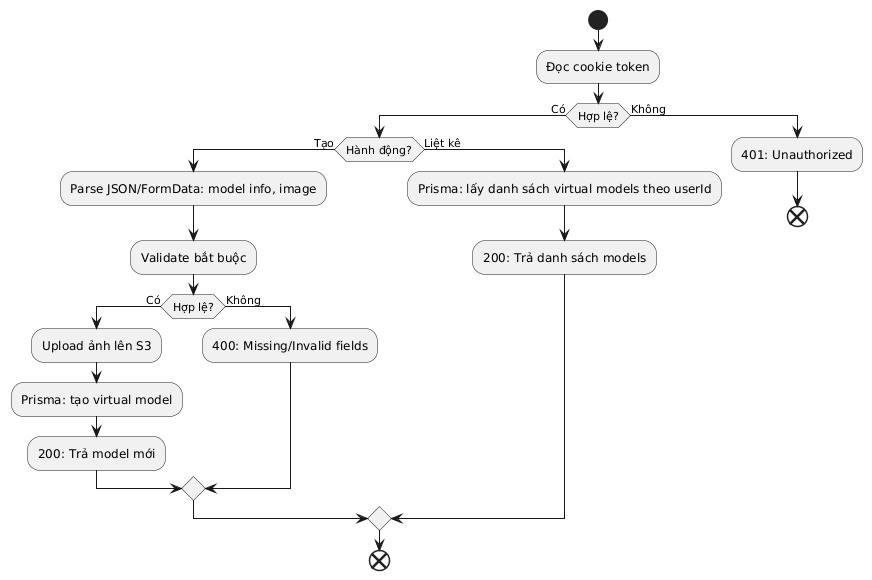 Đọc cookie token
Có
Hợp lệ?
Không
Tạo
Hành động?
Liệt kê
401: Unauthorized
Parse JSON/FormData: model info, image
Prisma: lấy danh sách virtual models theo userId
Validate bắt buộc
200: Trả danh sách models
Có
Hợp lệ?
Không
Upload ảnh lên S3
400: Missing/Invalid fields
Prisma: tạo virtual model
200: Trả model mới